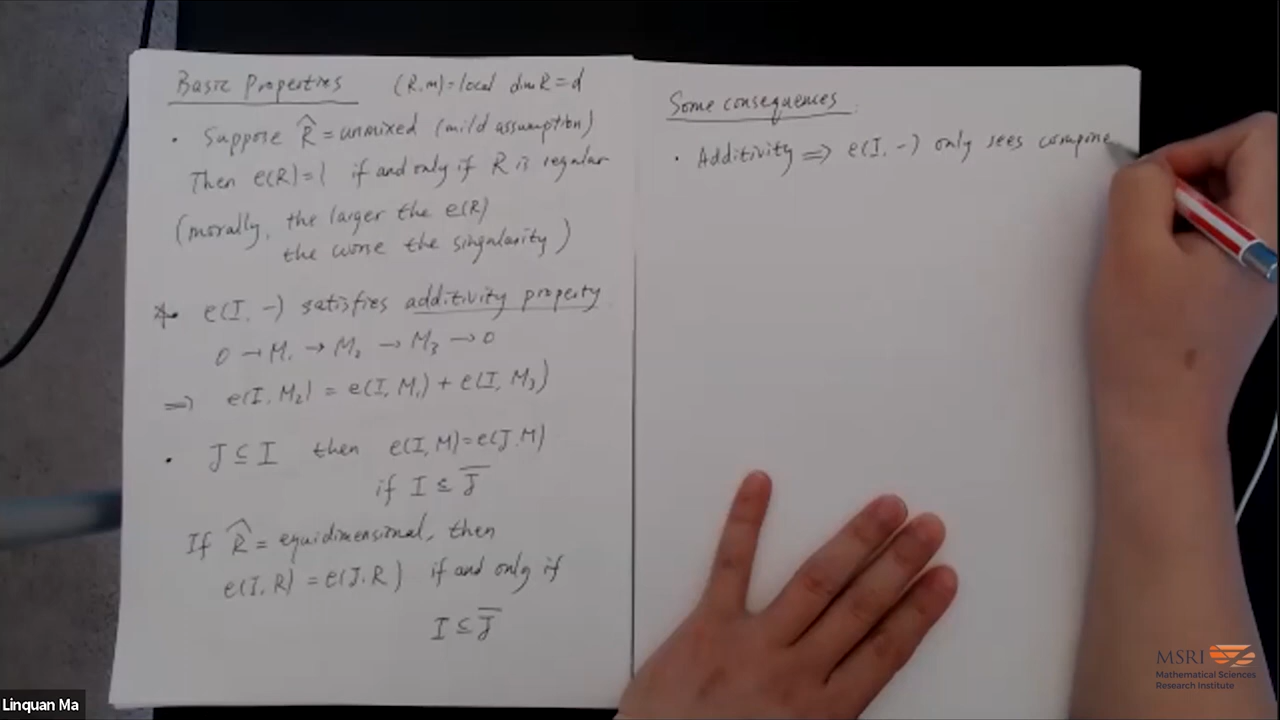 Basic Properties (R,m)=local dim R = d
• Suppose R̂ = unmixed (mild assumption)
Then e(R)=1 if and only if R is regular
(morally, the larger the e(R)
the worse the singularity)
* e(I, -) satisfies additivity property
0 → M₁ → M₂ → M₃ → 0
⇒ e(I, M₂) = e(I, M₁) + e(I, M₃)
• J ⊆ I then e(I, M) = e(J, M)
if I ⊆ J̅
If R̂ = equidimensional, then
e(I, R) = e(J, R) if and only if
I ⊆ J̅
Some consequences.
• Additivity ⇒ e(I, -) only sees compone
MSRI
Mathematical Sciences
Research Institute
Linquan Ma